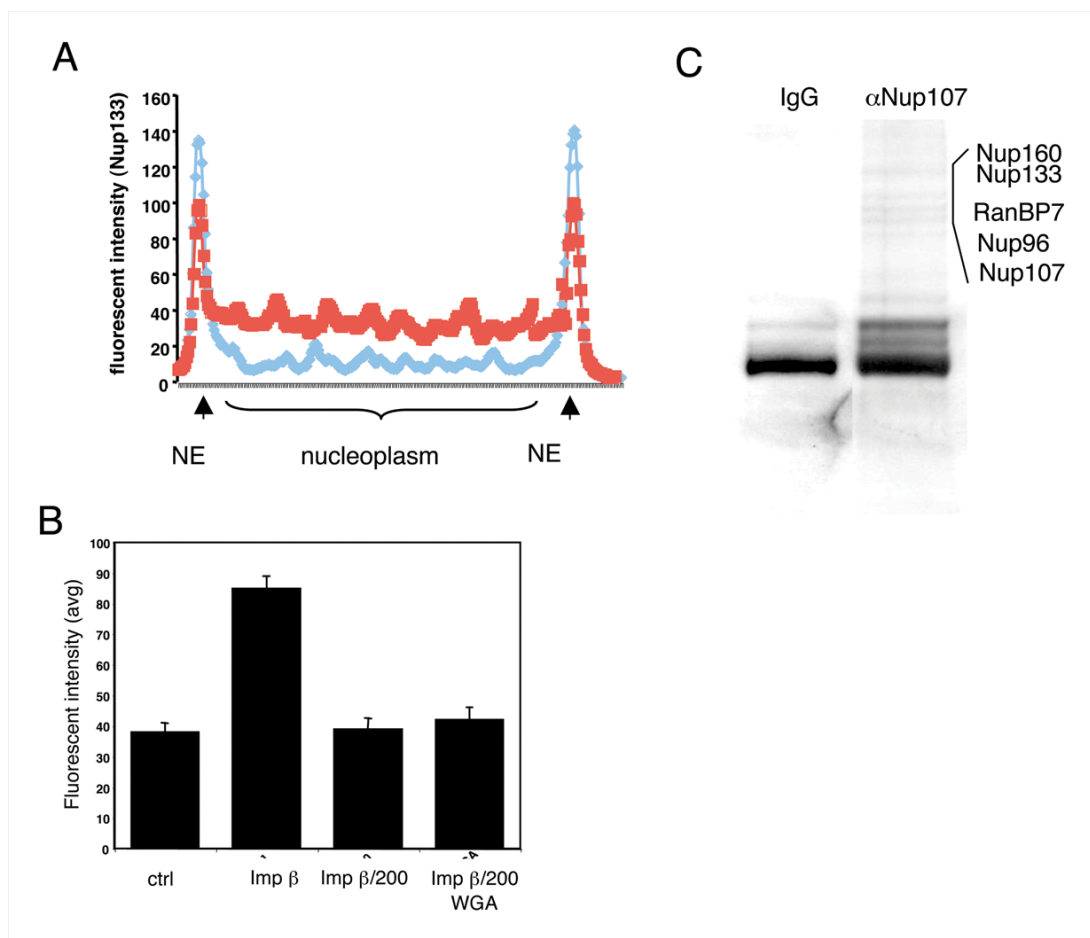 A
fluorescent intensity (Nup133)
160
140
120
100
80
60
40
20
0
NE
nucleoplasm
NE
B
Fluorescent intensity (avg)
100
90
80
70
60
50
40
30
20
10
0
ctrl
Imp β
Imp β/200
Imp β/200
WGA
C
IgG
αNup107
Nup160
Nup133
RanBP7
Nup96
Nup107